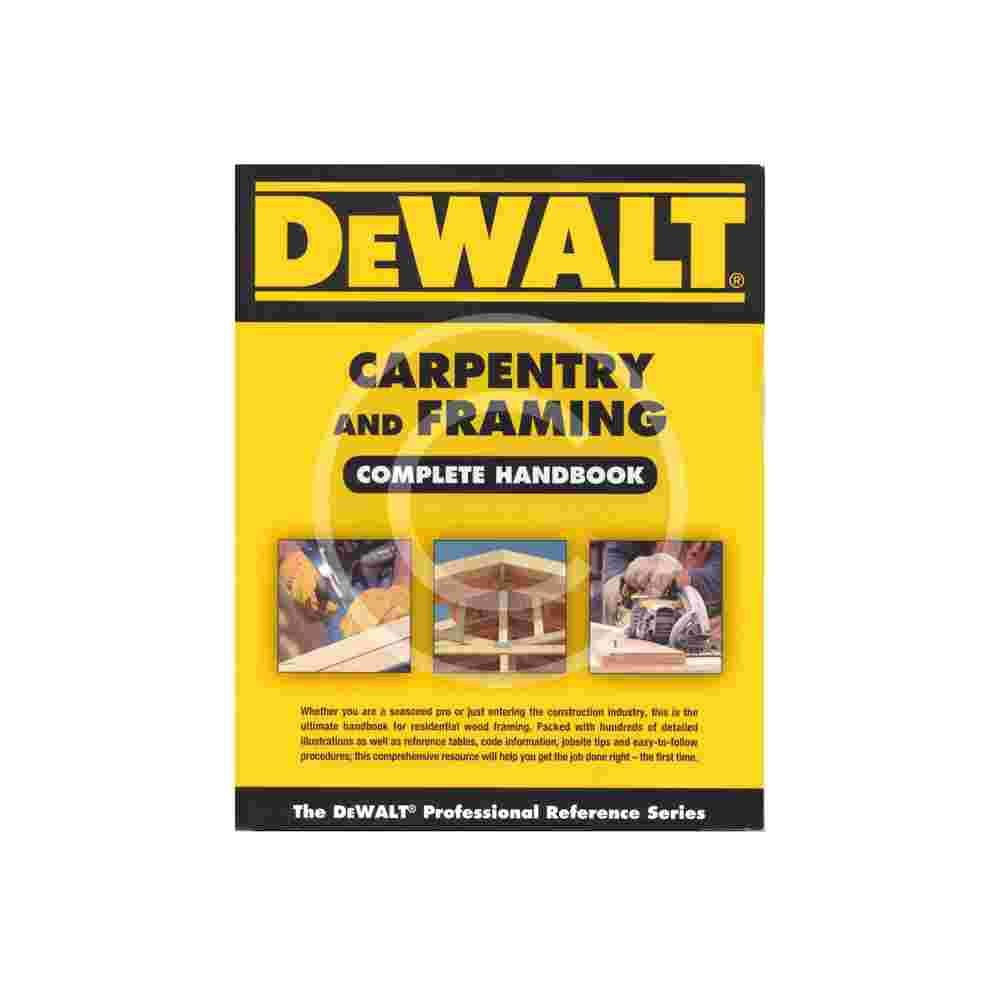 DEWALT®
CARPENTRY
AND FRAMING
COMPLETE HANDBOOK
Whether you are a seasoned pro or just entering the construction industry, this is the
ultimate handbook for residential wood framing. Packed with hundreds of detailed
illustrations as well as reference tables, code information, jobsite tips and easy-to-follow
procedures; this comprehensive resource will help you get the job done right – the first time.
The DEWALT® Professional Reference Series